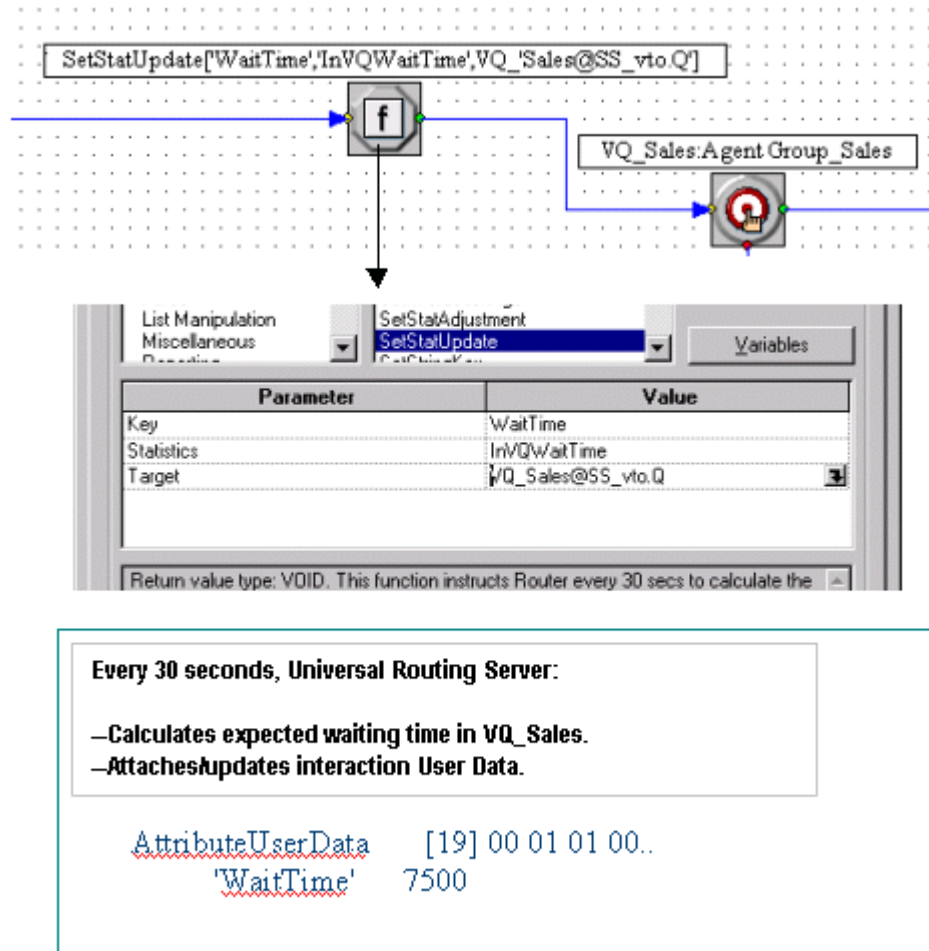 SetStatUpdate['WaitTime','InVQWaitTime',VQ_'Sales@SS_vto.Q']
f
VQ_Sales:Agent Group_Sales
List Manipulation
Miscellaneous
Reporting
SetStatAdjustment
SetStatUpdate
SetStringKey
Variables
Parameter Value
Key WaitTime
Statistics InVQWaitTime
Target VQ_Sales@SS_vto.Q
Return value type: VOID. This function instructs Router every 30 secs to calculate the
Every 30 seconds, Universal Routing Server:
–Calculates expected waiting time in VQ_Sales.
–Attaches/updates interaction User Data.
AttributeUserData [19] 00 01 01 00..
'WaitTime' 7500